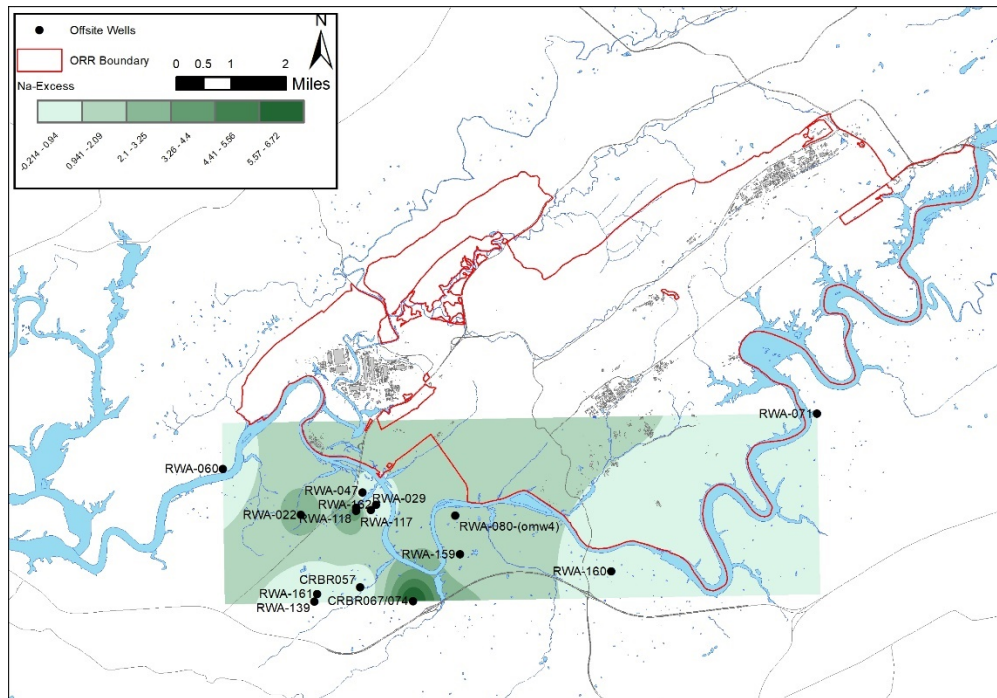 Offsite Wells
N
ORR Boundary
0 0.5 1 2
Miles
Na-Excess
-0.214 - 0.94
0.941 - 2.09
2.1 - 3.25
3.26 - 4.4
4.41 - 5.56
5.57 - 6.72
RWA-071
RWA-060
RWA-047
RWA-029
RWA-162
RWA-022
RWA-118
RWA-117
RWA-080-(omw4)
RWA-159
RWA-160
CRBR057
RWA-161
RWA-139
CRBR067/074